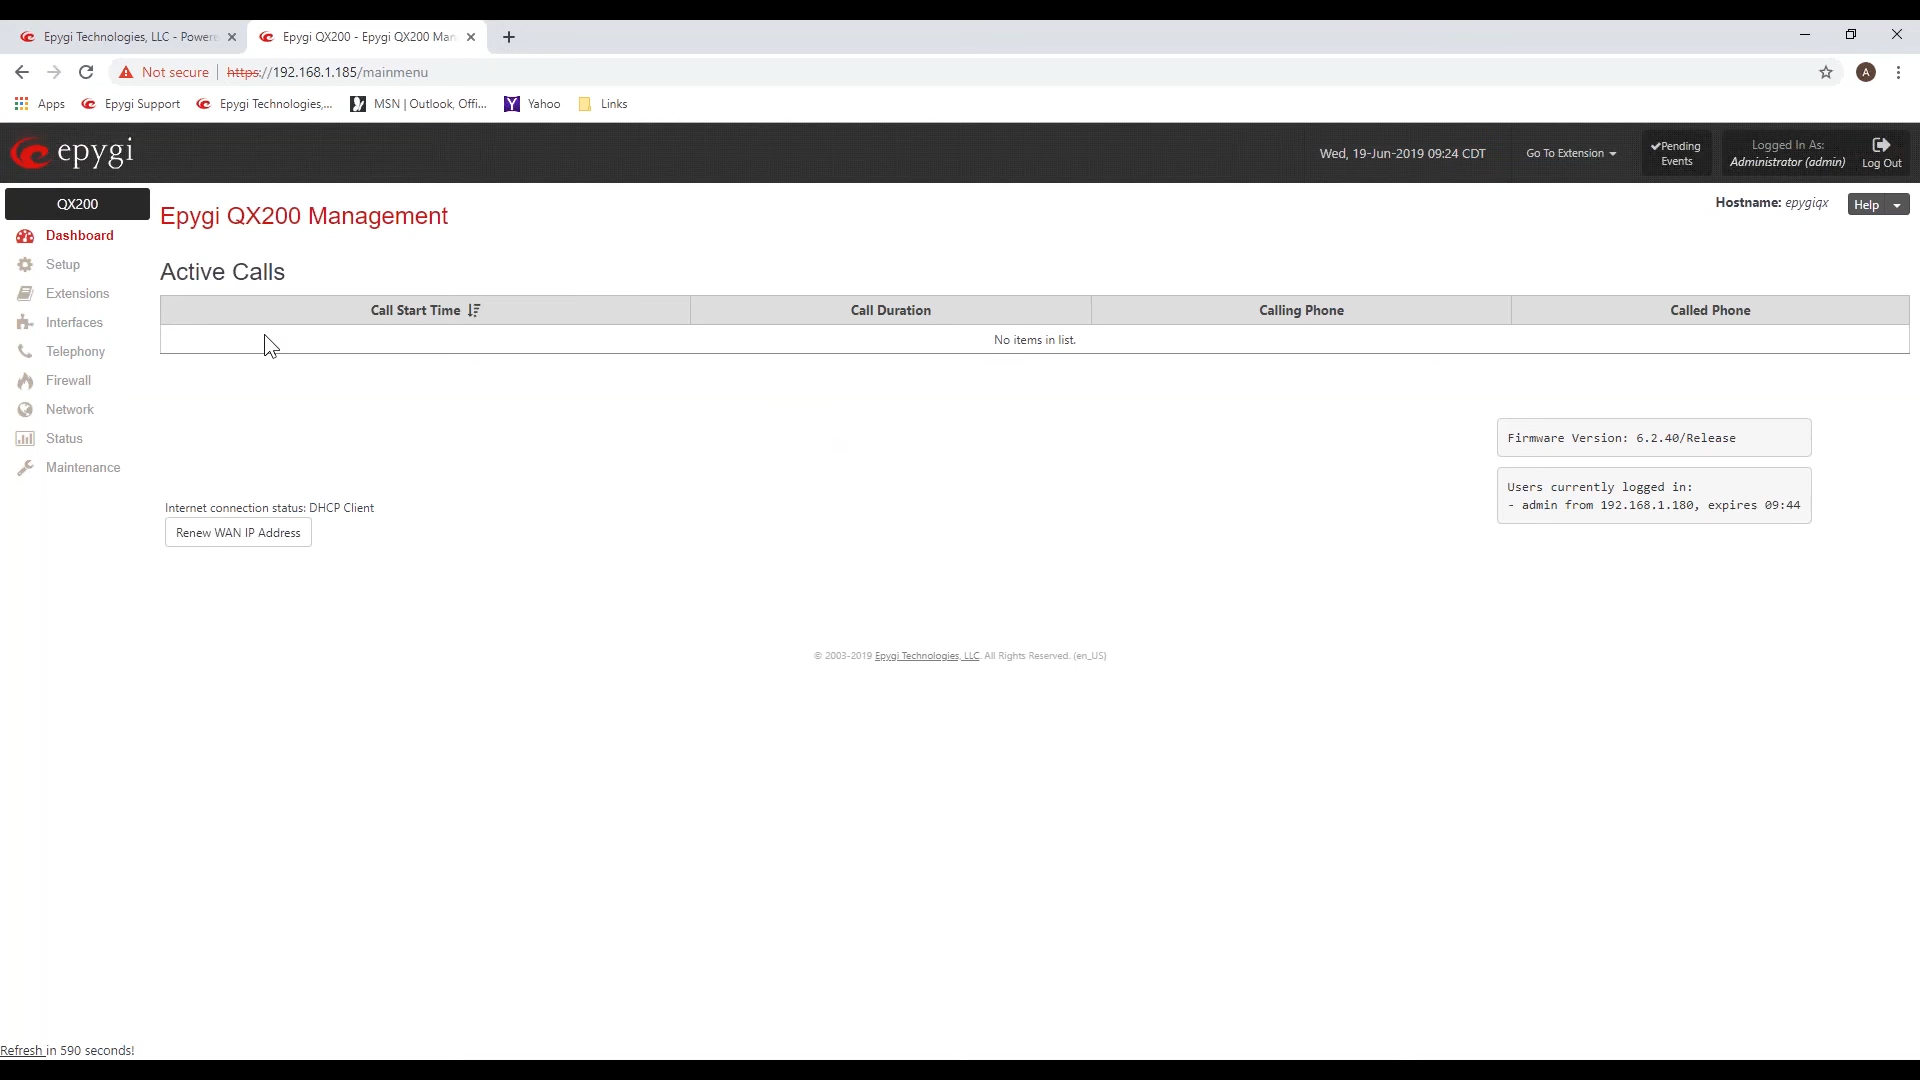 Epygi Technologies, LLC - Powere
Epygi QX200 - Epygi QX200 Man
Not secure
https://192.168.1.185/mainmenu
A
Apps
Epygi Support
Epygi Technologies,...
MSN | Outlook, Offi...
Yahoo
Links
epygi
Wed, 19-Jun-2019 09:24 CDT
Go To Extension
Pending
Events
Logged In As:
Administrator (admin)
Log Out
QX200
Epygi QX200 Management
Hostname: epygiqx
Help
Dashboard
Setup
Extensions
Interfaces
Telephony
Firewall
Network
Status
Maintenance
Active Calls
Call Start Time
Call Duration
Calling Phone
Called Phone
No items in list.
Firmware Version: 6.2.40/Release
Users currently logged in:
- admin from 192.168.1.180, expires 09:44
Internet connection status: DHCP Client
Renew WAN IP Address
© 2003-2019 Epygi Technologies, LLC. All Rights Reserved. (en_US)
Refresh in 590 seconds!